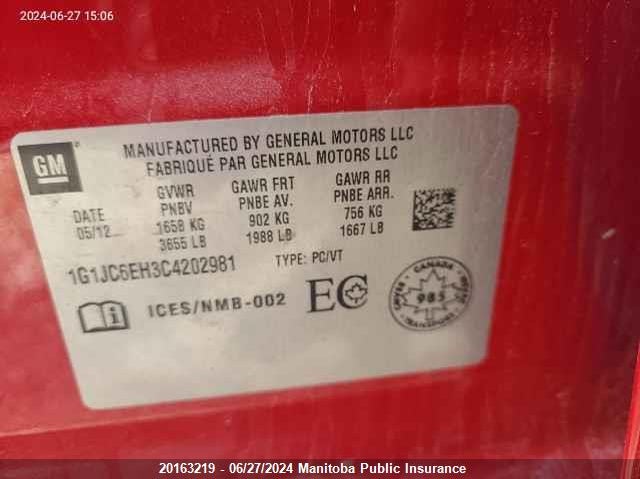 2024-06-27 15:06
GM
MANUFACTURED BY GENERAL MOTORS LLC
FABRIQUÉ PAR GENERAL MOTORS LLC
DATE
05/12
GVWR
PNBV
1658 KG
3655 LB
GAWR FRT
PNBE AV.
902 KG
1988 LB
GAWR RR
PNBE ARR.
756 KG
1667 LB
1G1JC6EH3C4202981 TYPE: PC/VT
ICES/NMB-002 EC
CANADA
985
TRANSPORT
20163219 - 06/27/2024 Manitoba Public Insurance